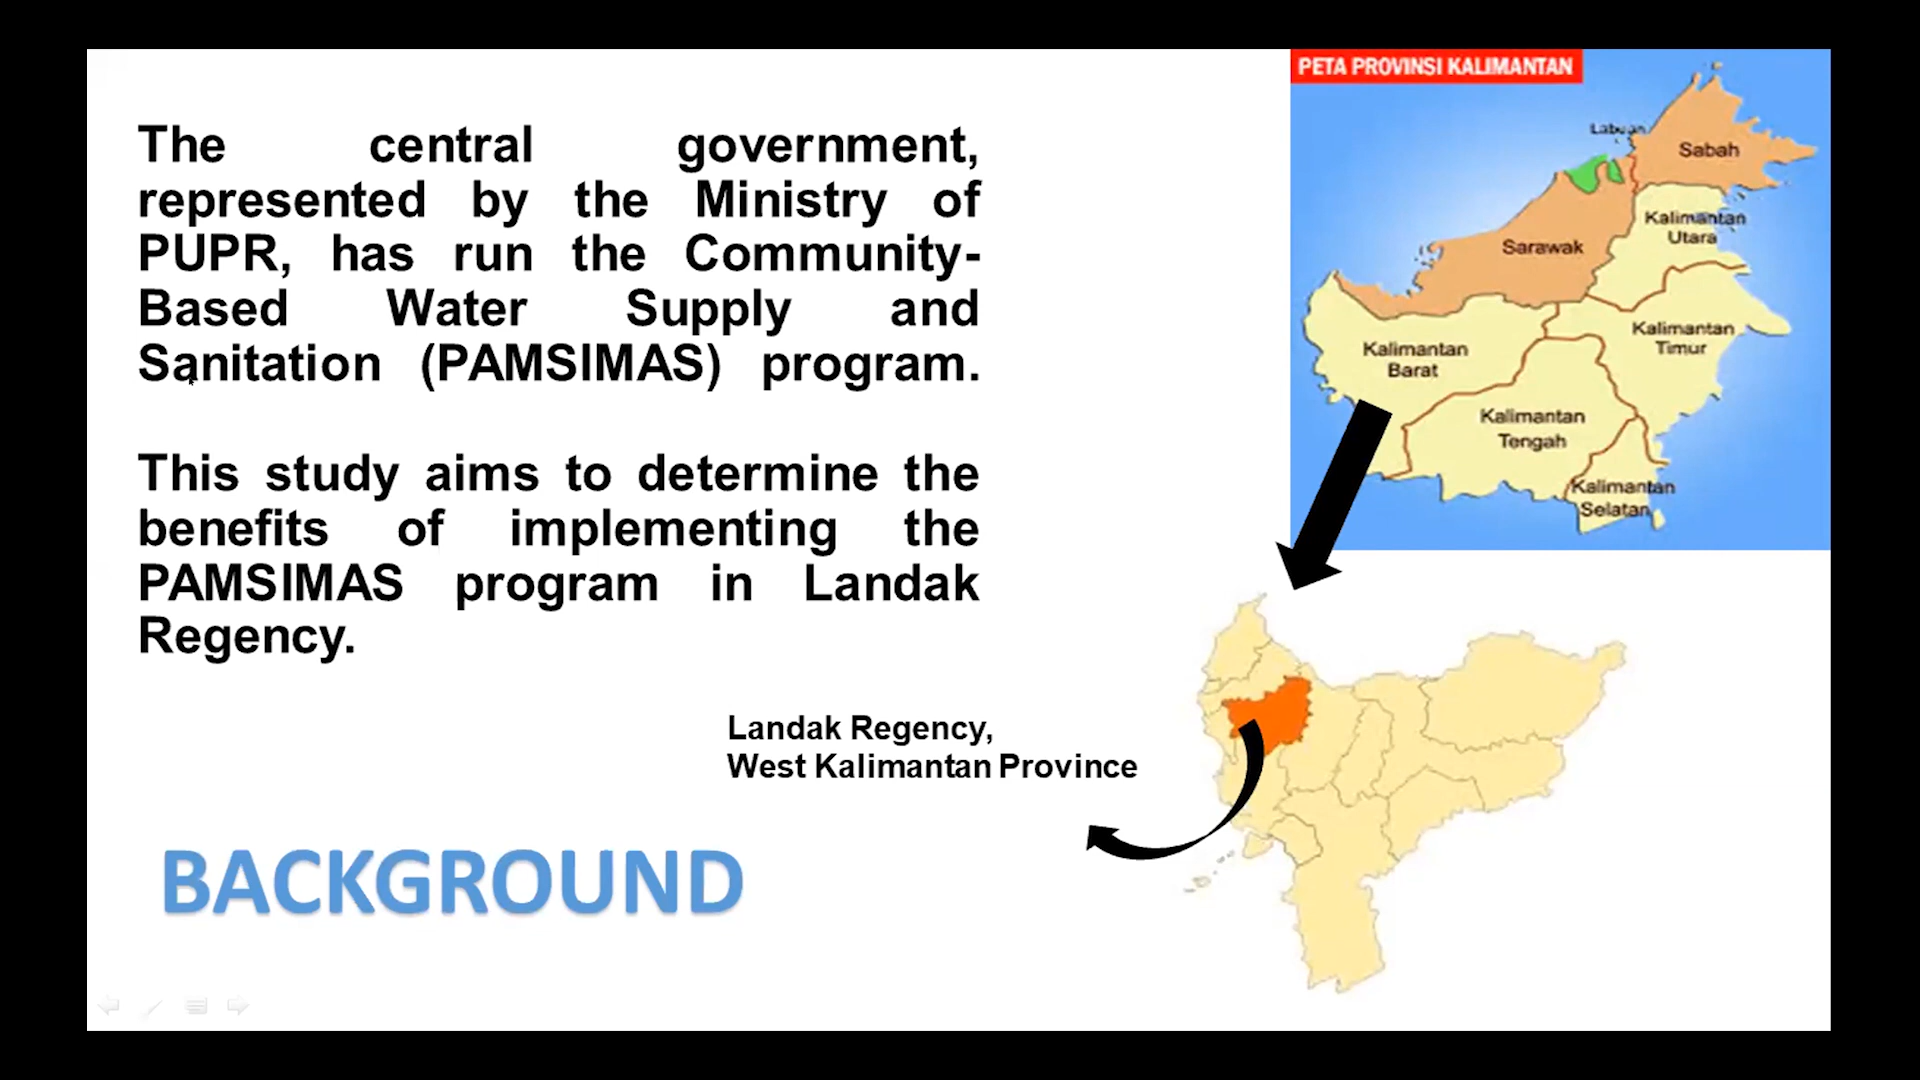 The central government,
represented by the Ministry of
PUPR, has run the Community-
Based Water Supply and
Sanitation (PAMSIMAS) program.
This study aims to determine the
benefits of implementing the
PAMSIMAS program in Landak
Regency.
Landak Regency,
West Kalimantan Province
BACKGROUND
PETA PROVINSI KALIMANTAN
Labuan
Sabah
Kalimantan
Utara
Sarawak
Kalimantan
Timur
Kalimantan
Barat
Kalimantan
Tengah
Kalimantan
Selatan